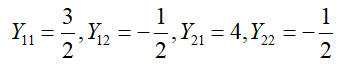 Y₁₁ = 3/2, Y₁₂ = −1/2, Y₂₁ = 4, Y₂₂ = −1/2